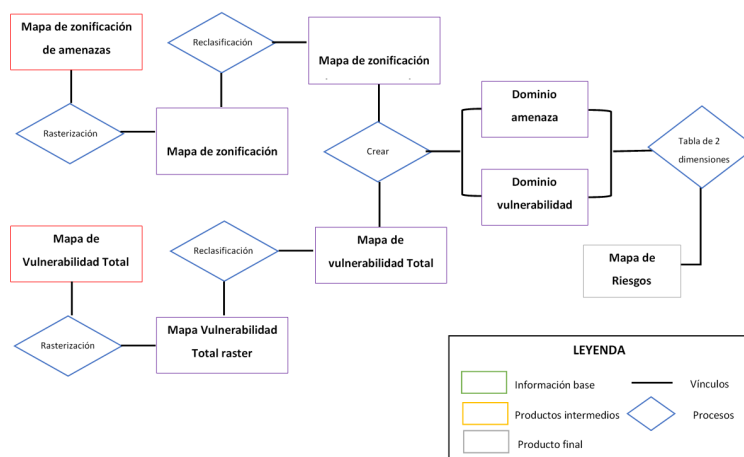 Mapa de zonificación
de amenazas
Rasterización
Mapa de zonificación
Reclasificación
Mapa de zonificación
Crear
Dominio
amenaza
Dominio
vulnerabilidad
Tabla de 2
dimensiones
Mapa de
Riesgos
Mapa de
Vulnerabilidad Total
Rasterización
Mapa Vulnerabilidad
Total raster
Reclasificación
Mapa de
vulnerabilidad Total
LEYENDA
Información base
Vínculos
Productos intermedios
Procesos
Producto final